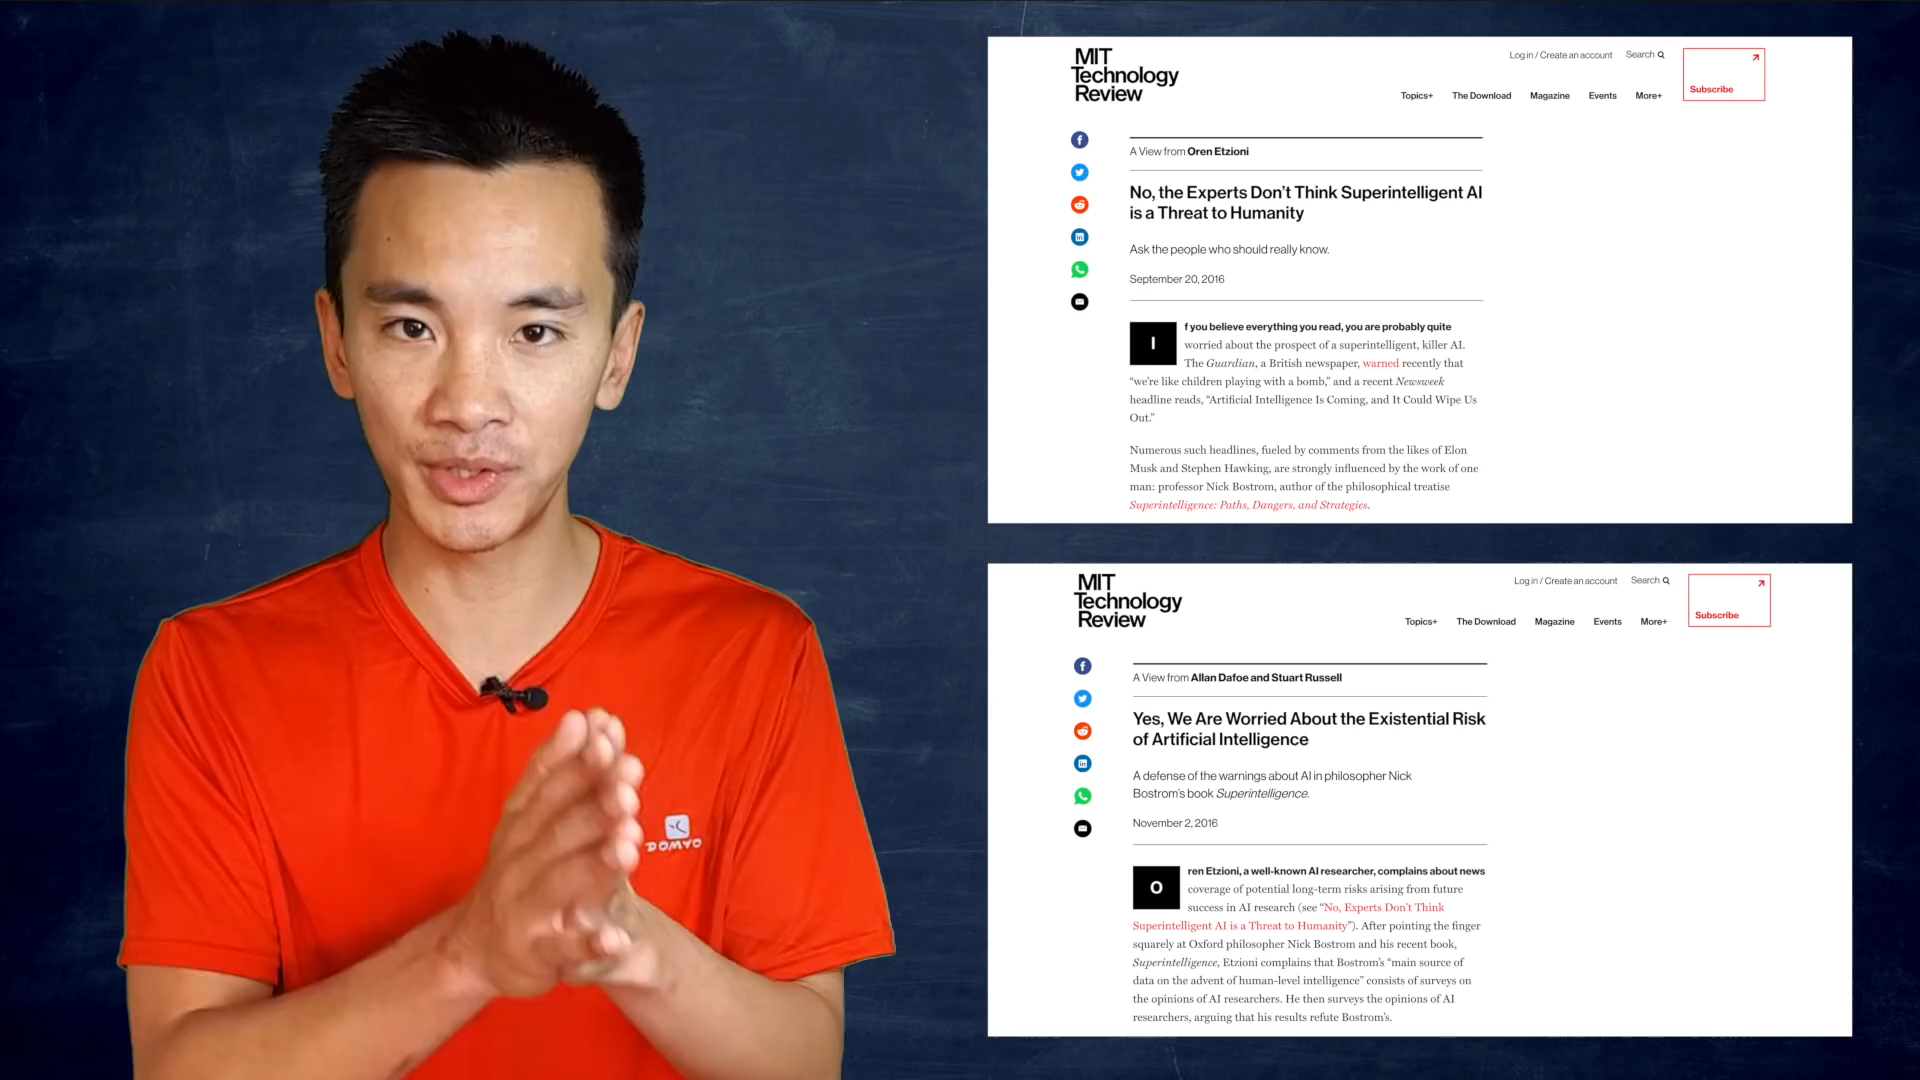 DOMYO
MIT
Technology
Review
Log in / Create an account Search
Subscribe
Topics+ The Download Magazine Events More+
A View from Oren Etzioni
No, the Experts Don’t Think Superintelligent AI
is a Threat to Humanity
Ask the people who should really know.
September 20, 2016
If you believe everything you read, you are probably quite
worried about the prospect of a superintelligent, killer AI.
The Guardian, a British newspaper, warned recently that
“we’re like children playing with a bomb,” and a recent Newsweek
headline reads, “Artificial Intelligence Is Coming, and It Could Wipe Us
Out.”
Numerous such headlines, fueled by comments from the likes of Elon
Musk and Stephen Hawking, are strongly influenced by the work of one
man: professor Nick Bostrom, author of the philosophical treatise
Superintelligence: Paths, Dangers, and Strategies.
MIT
Technology
Review
Log in / Create an account Search
Subscribe
Topics+ The Download Magazine Events More+
A View from Allan Dafoe and Stuart Russell
Yes, We Are Worried About the Existential Risk
of Artificial Intelligence
A defense of the warnings about AI in philosopher Nick
Bostrom’s book Superintelligence.
November 2, 2016
Oren Etzioni, a well-known AI researcher, complains about news
coverage of potential long-term risks arising from future
success in AI research (see “No, Experts Don’t Think
Superintelligent AI is a Threat to Humanity”). After pointing the finger
squarely at Oxford philosopher Nick Bostrom and his recent book,
Superintelligence, Etzioni complains that Bostrom’s “main source of
data on the advent of human-level intelligence” consists of surveys on
the opinions of AI researchers. He then surveys the opinions of AI
researchers, arguing that his results refute Bostrom’s.